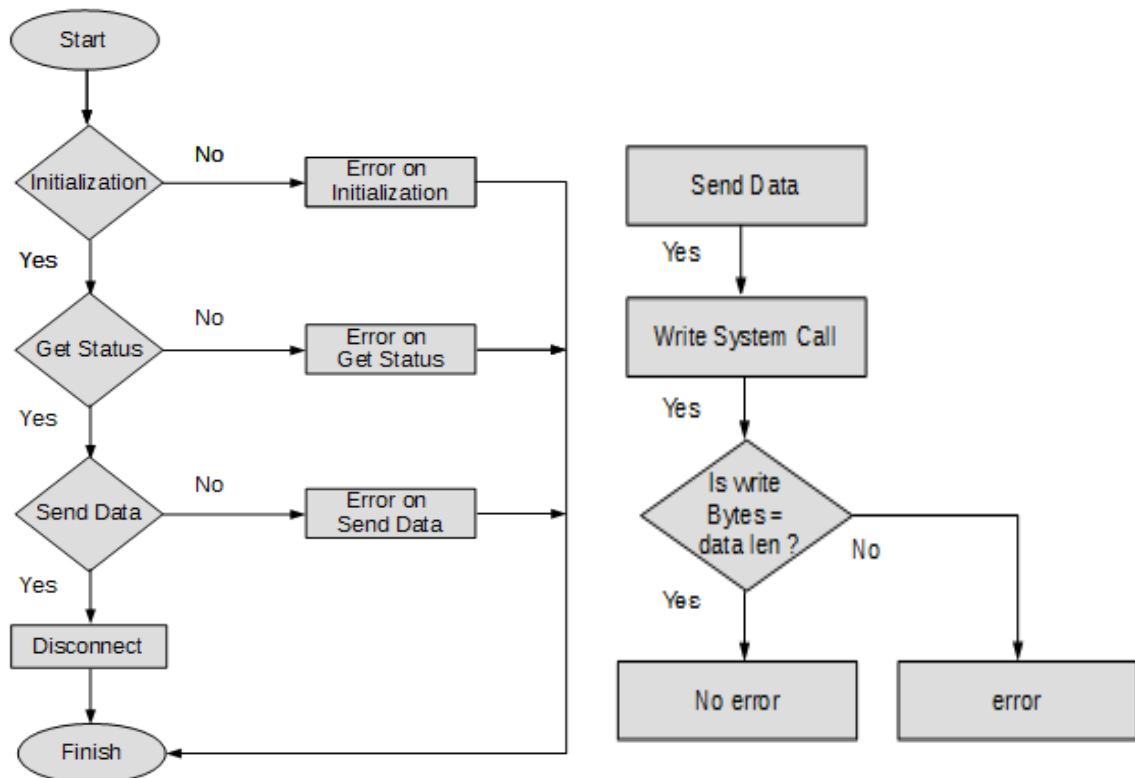 Start
Initialization
No
Error on
Initialization
Yes
Get Status
No
Error on
Get Status
Yes
Send Data
No
Error on
Send Data
Yes
Disconnect
Finish
Send Data
Yes
Write System Call
Yes
Is write
Bytes =
data len ?
No
Yes
No error
error